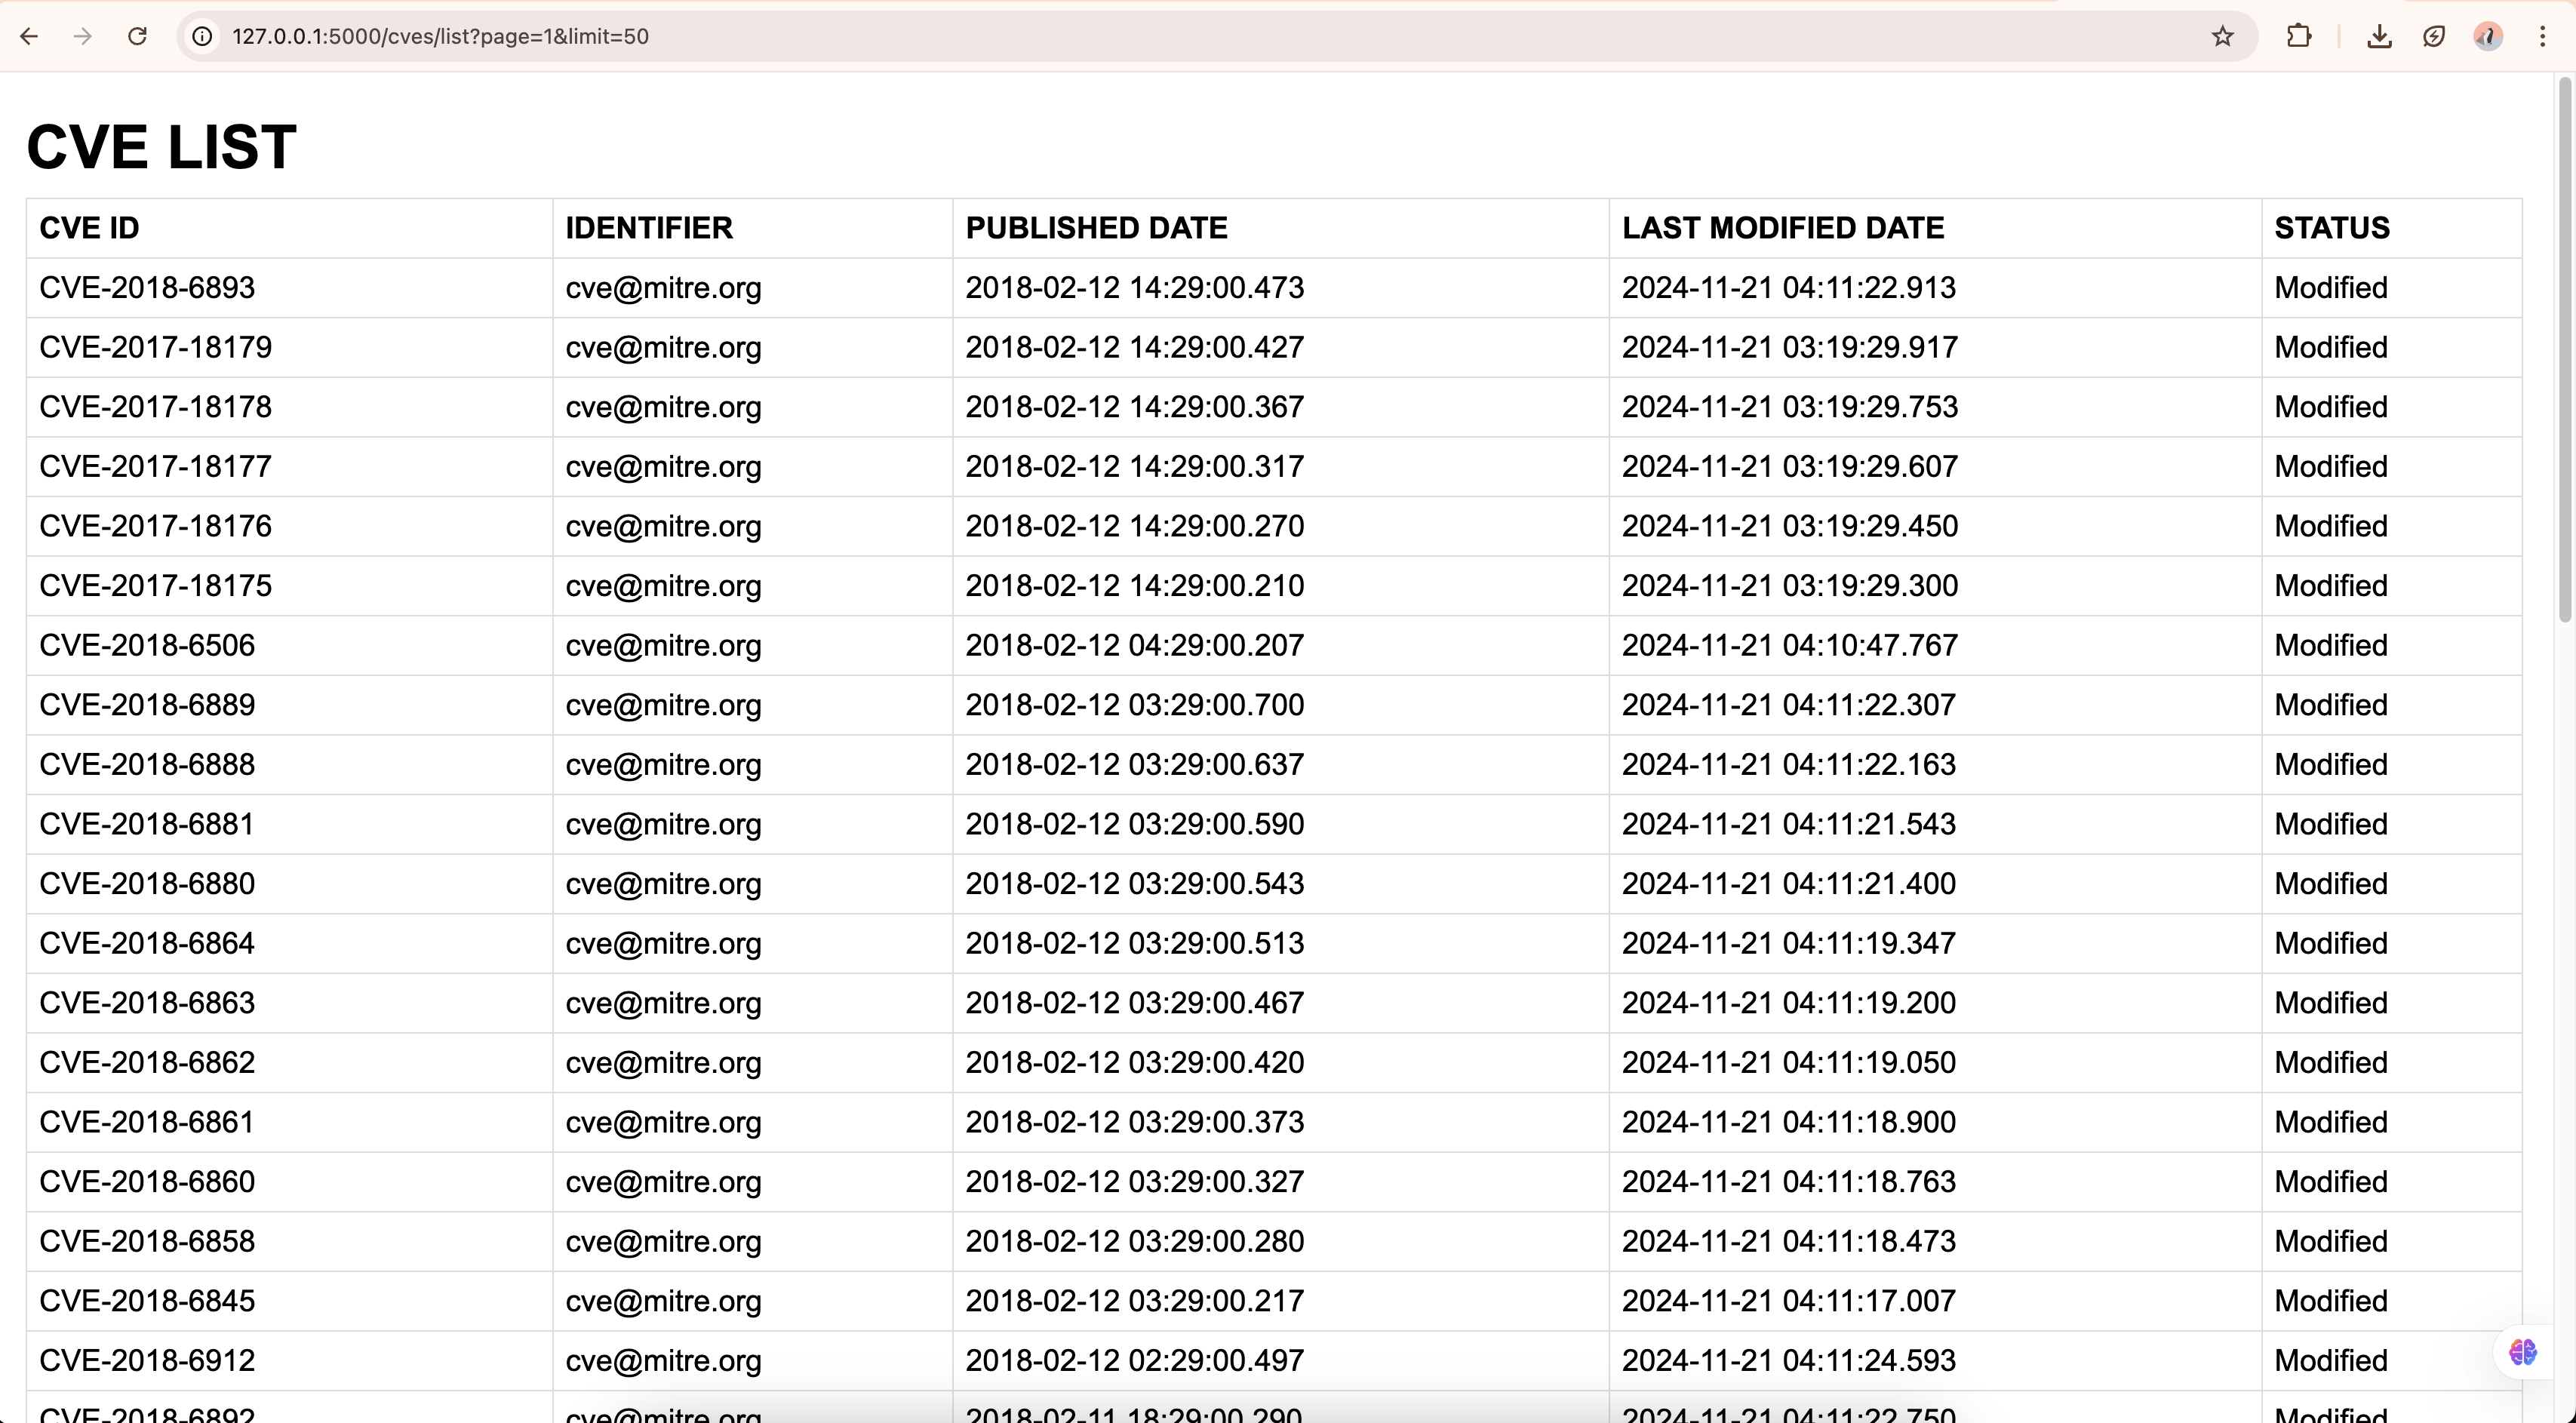 127.0.0.1:5000/cves/list?page=1&limit=50
CVE LIST
CVE ID IDENTIFIER PUBLISHED DATE LAST MODIFIED DATE STATUS
CVE-2018-6893 cve@mitre.org 2018-02-12 14:29:00.473 2024-11-21 04:11:22.913 Modified
CVE-2017-18179 cve@mitre.org 2018-02-12 14:29:00.427 2024-11-21 03:19:29.917 Modified
CVE-2017-18178 cve@mitre.org 2018-02-12 14:29:00.367 2024-11-21 03:19:29.753 Modified
CVE-2017-18177 cve@mitre.org 2018-02-12 14:29:00.317 2024-11-21 03:19:29.607 Modified
CVE-2017-18176 cve@mitre.org 2018-02-12 14:29:00.270 2024-11-21 03:19:29.450 Modified
CVE-2017-18175 cve@mitre.org 2018-02-12 14:29:00.210 2024-11-21 03:19:29.300 Modified
CVE-2018-6506 cve@mitre.org 2018-02-12 04:29:00.207 2024-11-21 04:10:47.767 Modified
CVE-2018-6889 cve@mitre.org 2018-02-12 03:29:00.700 2024-11-21 04:11:22.307 Modified
CVE-2018-6888 cve@mitre.org 2018-02-12 03:29:00.637 2024-11-21 04:11:22.163 Modified
CVE-2018-6881 cve@mitre.org 2018-02-12 03:29:00.590 2024-11-21 04:11:21.543 Modified
CVE-2018-6880 cve@mitre.org 2018-02-12 03:29:00.543 2024-11-21 04:11:21.400 Modified
CVE-2018-6864 cve@mitre.org 2018-02-12 03:29:00.513 2024-11-21 04:11:19.347 Modified
CVE-2018-6863 cve@mitre.org 2018-02-12 03:29:00.467 2024-11-21 04:11:19.200 Modified
CVE-2018-6862 cve@mitre.org 2018-02-12 03:29:00.420 2024-11-21 04:11:19.050 Modified
CVE-2018-6861 cve@mitre.org 2018-02-12 03:29:00.373 2024-11-21 04:11:18.900 Modified
CVE-2018-6860 cve@mitre.org 2018-02-12 03:29:00.327 2024-11-21 04:11:18.763 Modified
CVE-2018-6858 cve@mitre.org 2018-02-12 03:29:00.280 2024-11-21 04:11:18.473 Modified
CVE-2018-6845 cve@mitre.org 2018-02-12 03:29:00.217 2024-11-21 04:11:17.007 Modified
CVE-2018-6912 cve@mitre.org 2018-02-12 02:29:00.497 2024-11-21 04:11:24.593 Modified
CVE-2018-6892 cve@mitre.org 2018-02-11 18:29:00.290 2024-11-21 04:11:22.750 Modified